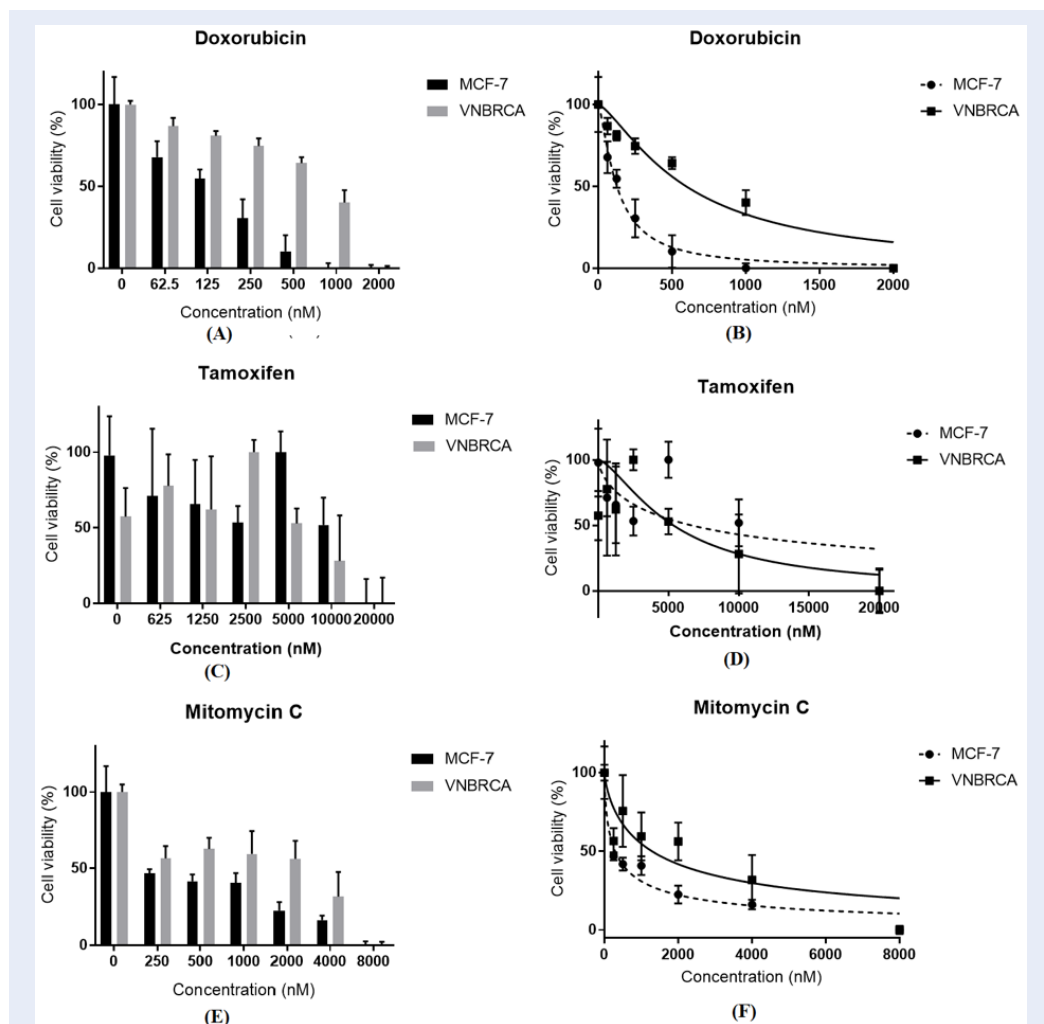 Doxorubicin
MCF-7
VNBRCA
Cell viability (%)
100
50
0
0 62.5 125 250 500 1000 2000
Concentration (nM)
(A)
Doxorubicin
MCF-7
VNBRCA
Cell viability (%)
100
50
0
0 500 1000 1500 2000
Concentration (nM)
(B)
Tamoxifen
MCF-7
VNBRCA
Cell viability (%)
100
50
0
0 625 1250 2500 5000 10000 20000
Concentration (nM)
(C)
Tamoxifen
MCF-7
VNBRCA
Cell viability (%)
100
50
0
5000 10000 15000 20000
Concentration (nM)
(D)
Mitomycin C
MCF-7
VNBRCA
Cell viability (%)
100
50
0
0 250 500 1000 2000 4000 8000
Concentration (nM)
(E)
Mitomycin C
MCF-7
VNBRCA
Cell viability (%)
100
50
0
0 2000 4000 6000 8000
Concentration (nM)
(F)